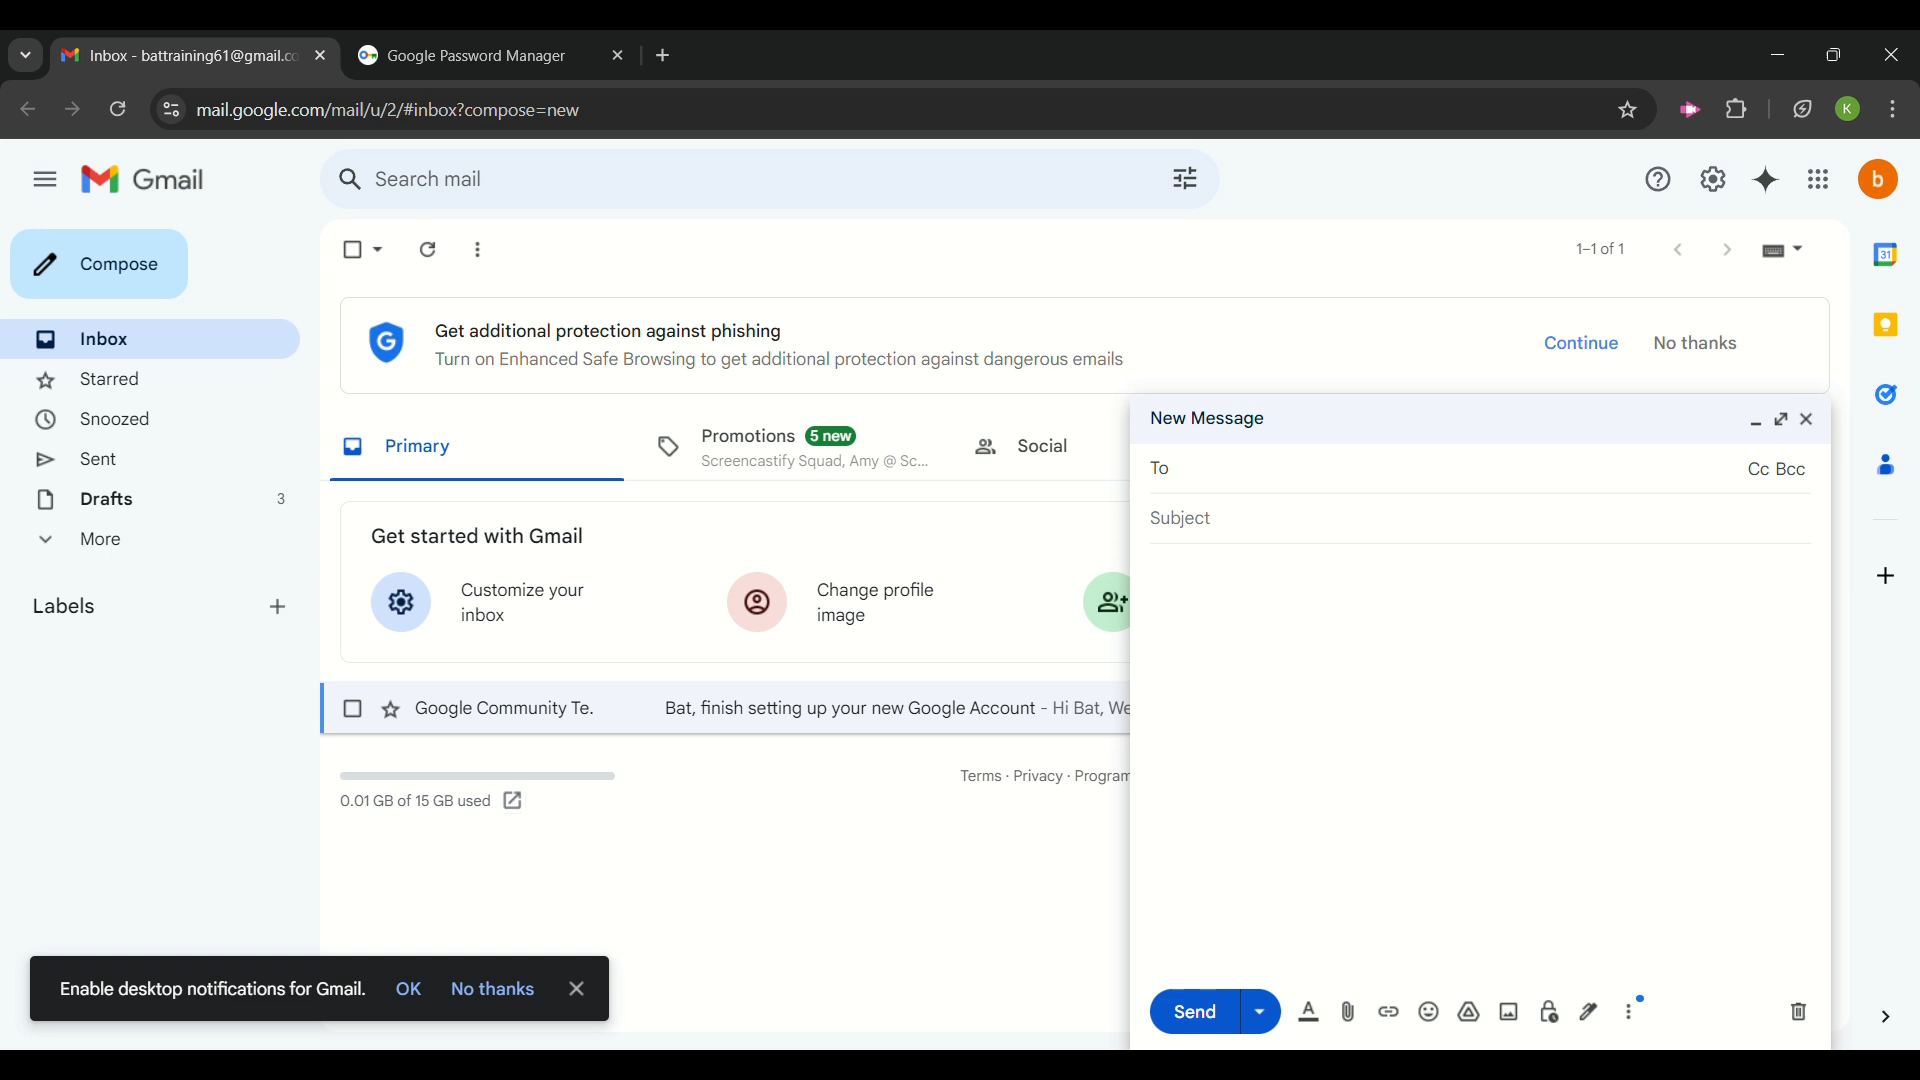 Inbox - battraining61@gmail.co
Google Password Manager
mail.google.com/mail/u/2/#inbox?compose=new
K
Gmail
Search mail
b
Compose
1–1 of 1
31
Inbox
Starred
Snoozed
Sent
Drafts 3
More
Labels
G
Get additional protection against phishing
Turn on Enhanced Safe Browsing to get additional protection against dangerous emails
Continue No thanks
Primary
Promotions 5 new
Screencastify Squad, Amy @ Sc...
Social
Get started with Gmail
Customize your
inbox
Change profile
image
Google Community Te. Bat, finish setting up your new Google Account - Hi Bat, We
Terms · Privacy · Program
0.01 GB of 15 GB used
New Message
To Cc Bcc
Subject
Send
A
Enable desktop notifications for Gmail. OK No thanks